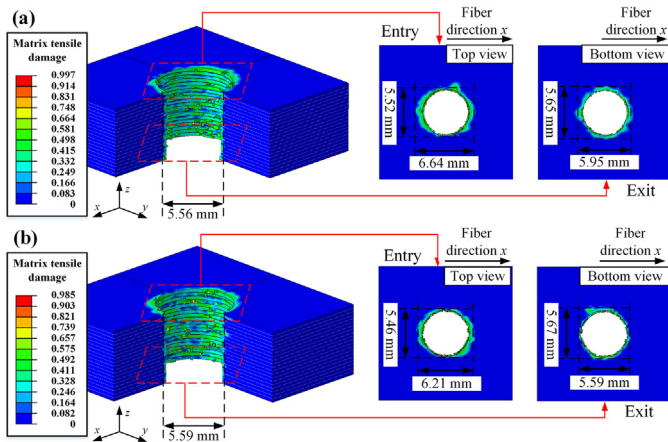 (a)
Matrix tensile
damage
0.997
0.914
0.831
0.748
0.664
0.581
0.498
0.415
0.332
0.249
0.166
0.083
0
z
x
y
5.56 mm
Entry
Fiber
direction x
Top view
5.52 mm
6.64 mm
Fiber
direction x
Bottom view
5.65 mm
5.95 mm
Exit
(b)
Matrix tensile
damage
0.985
0.903
0.821
0.739
0.657
0.575
0.492
0.411
0.328
0.246
0.164
0.082
0
z
x
y
5.59 mm
Entry
Fiber
direction x
Top view
5.46 mm
6.21 mm
Fiber
direction x
Bottom view
5.67 mm
5.59 mm
Exit